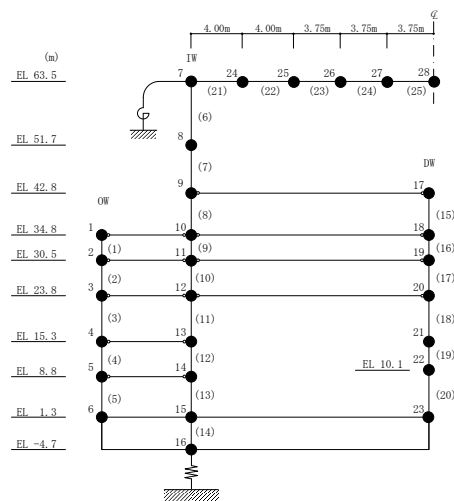 ℄
4.00m 4.00m 3.75m 3.75m 3.75m
(m) IW
EL 63.5 7 24 25 26 27 28
(21) (22) (23) (24) (25)
(6)
EL 51.7 8
(7) DW
EL 42.8 9 17
OW (8) (15)
EL 34.8 1 10 18
(1) (9) (16)
EL 30.5 2 11 19
(2) (10) (17)
EL 23.8 3 12 20
(3) (11) (18)
EL 15.3 4 13 21
(4) (12) (19)
EL 10.1 22
EL 8.8 5 14
(5) (13) (20)
EL 1.3 6 15 23
(14)
EL -4.7 16